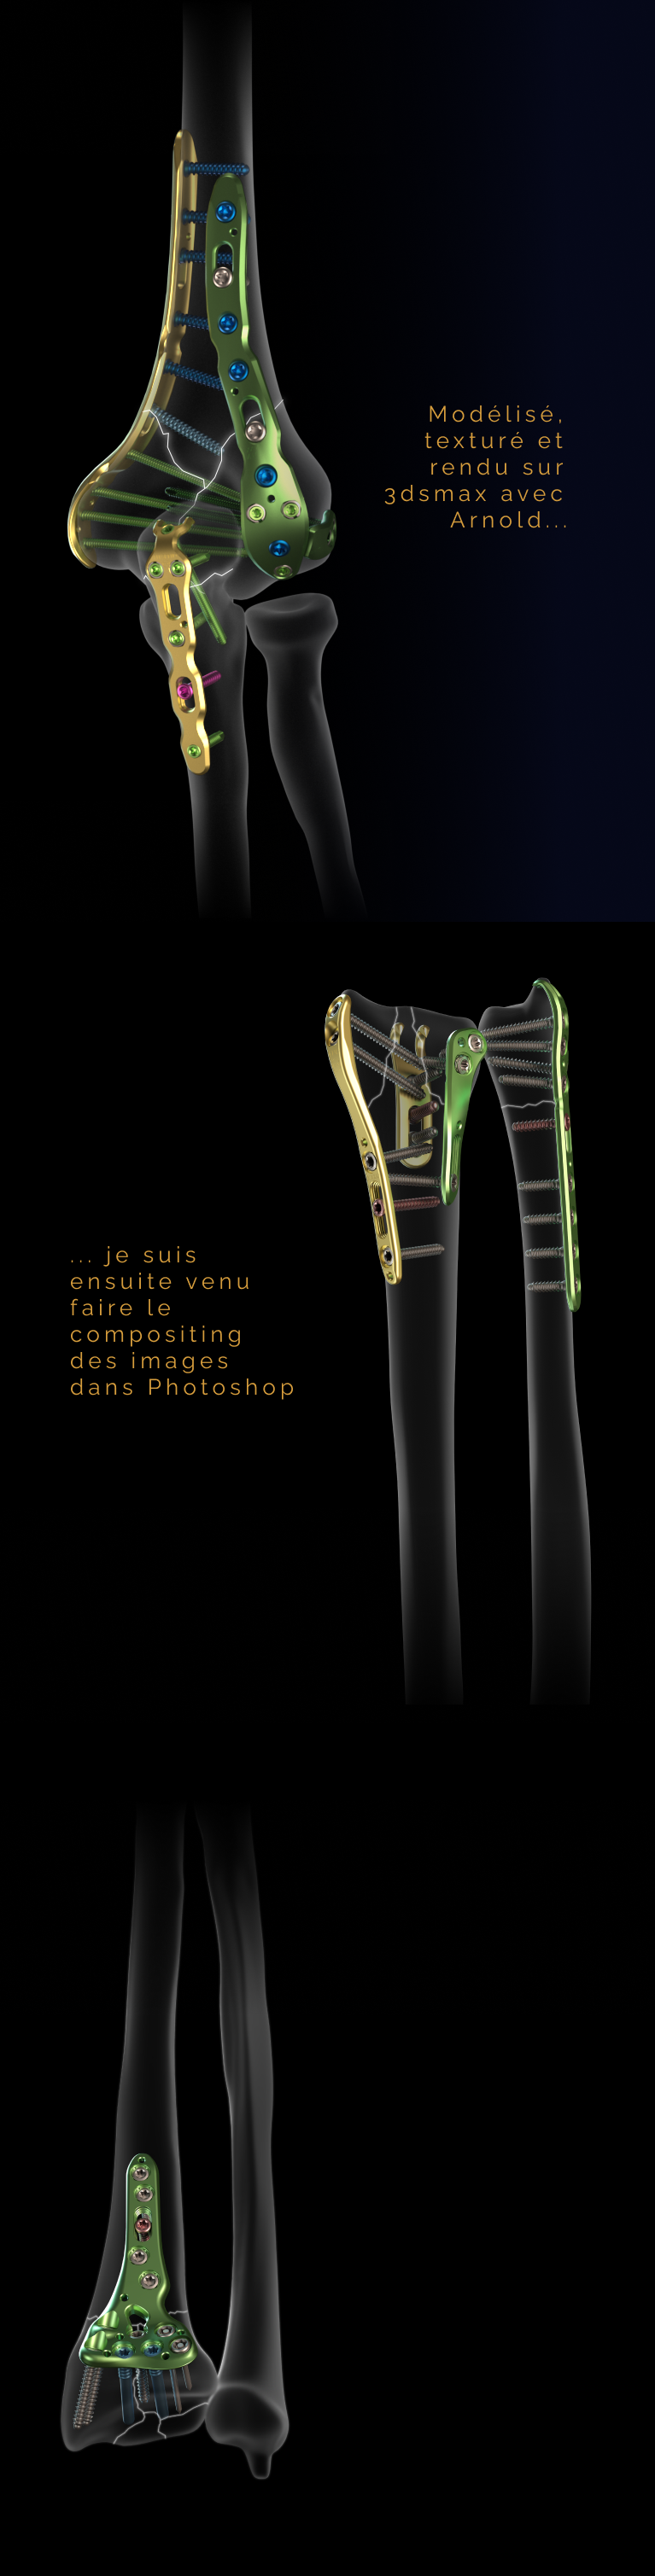 Modélisé,
texturé et
rendu sur
3dsmax avec
Arnold...
... je suis
ensuite venu
faire le
compositing
des images
dans Photoshop